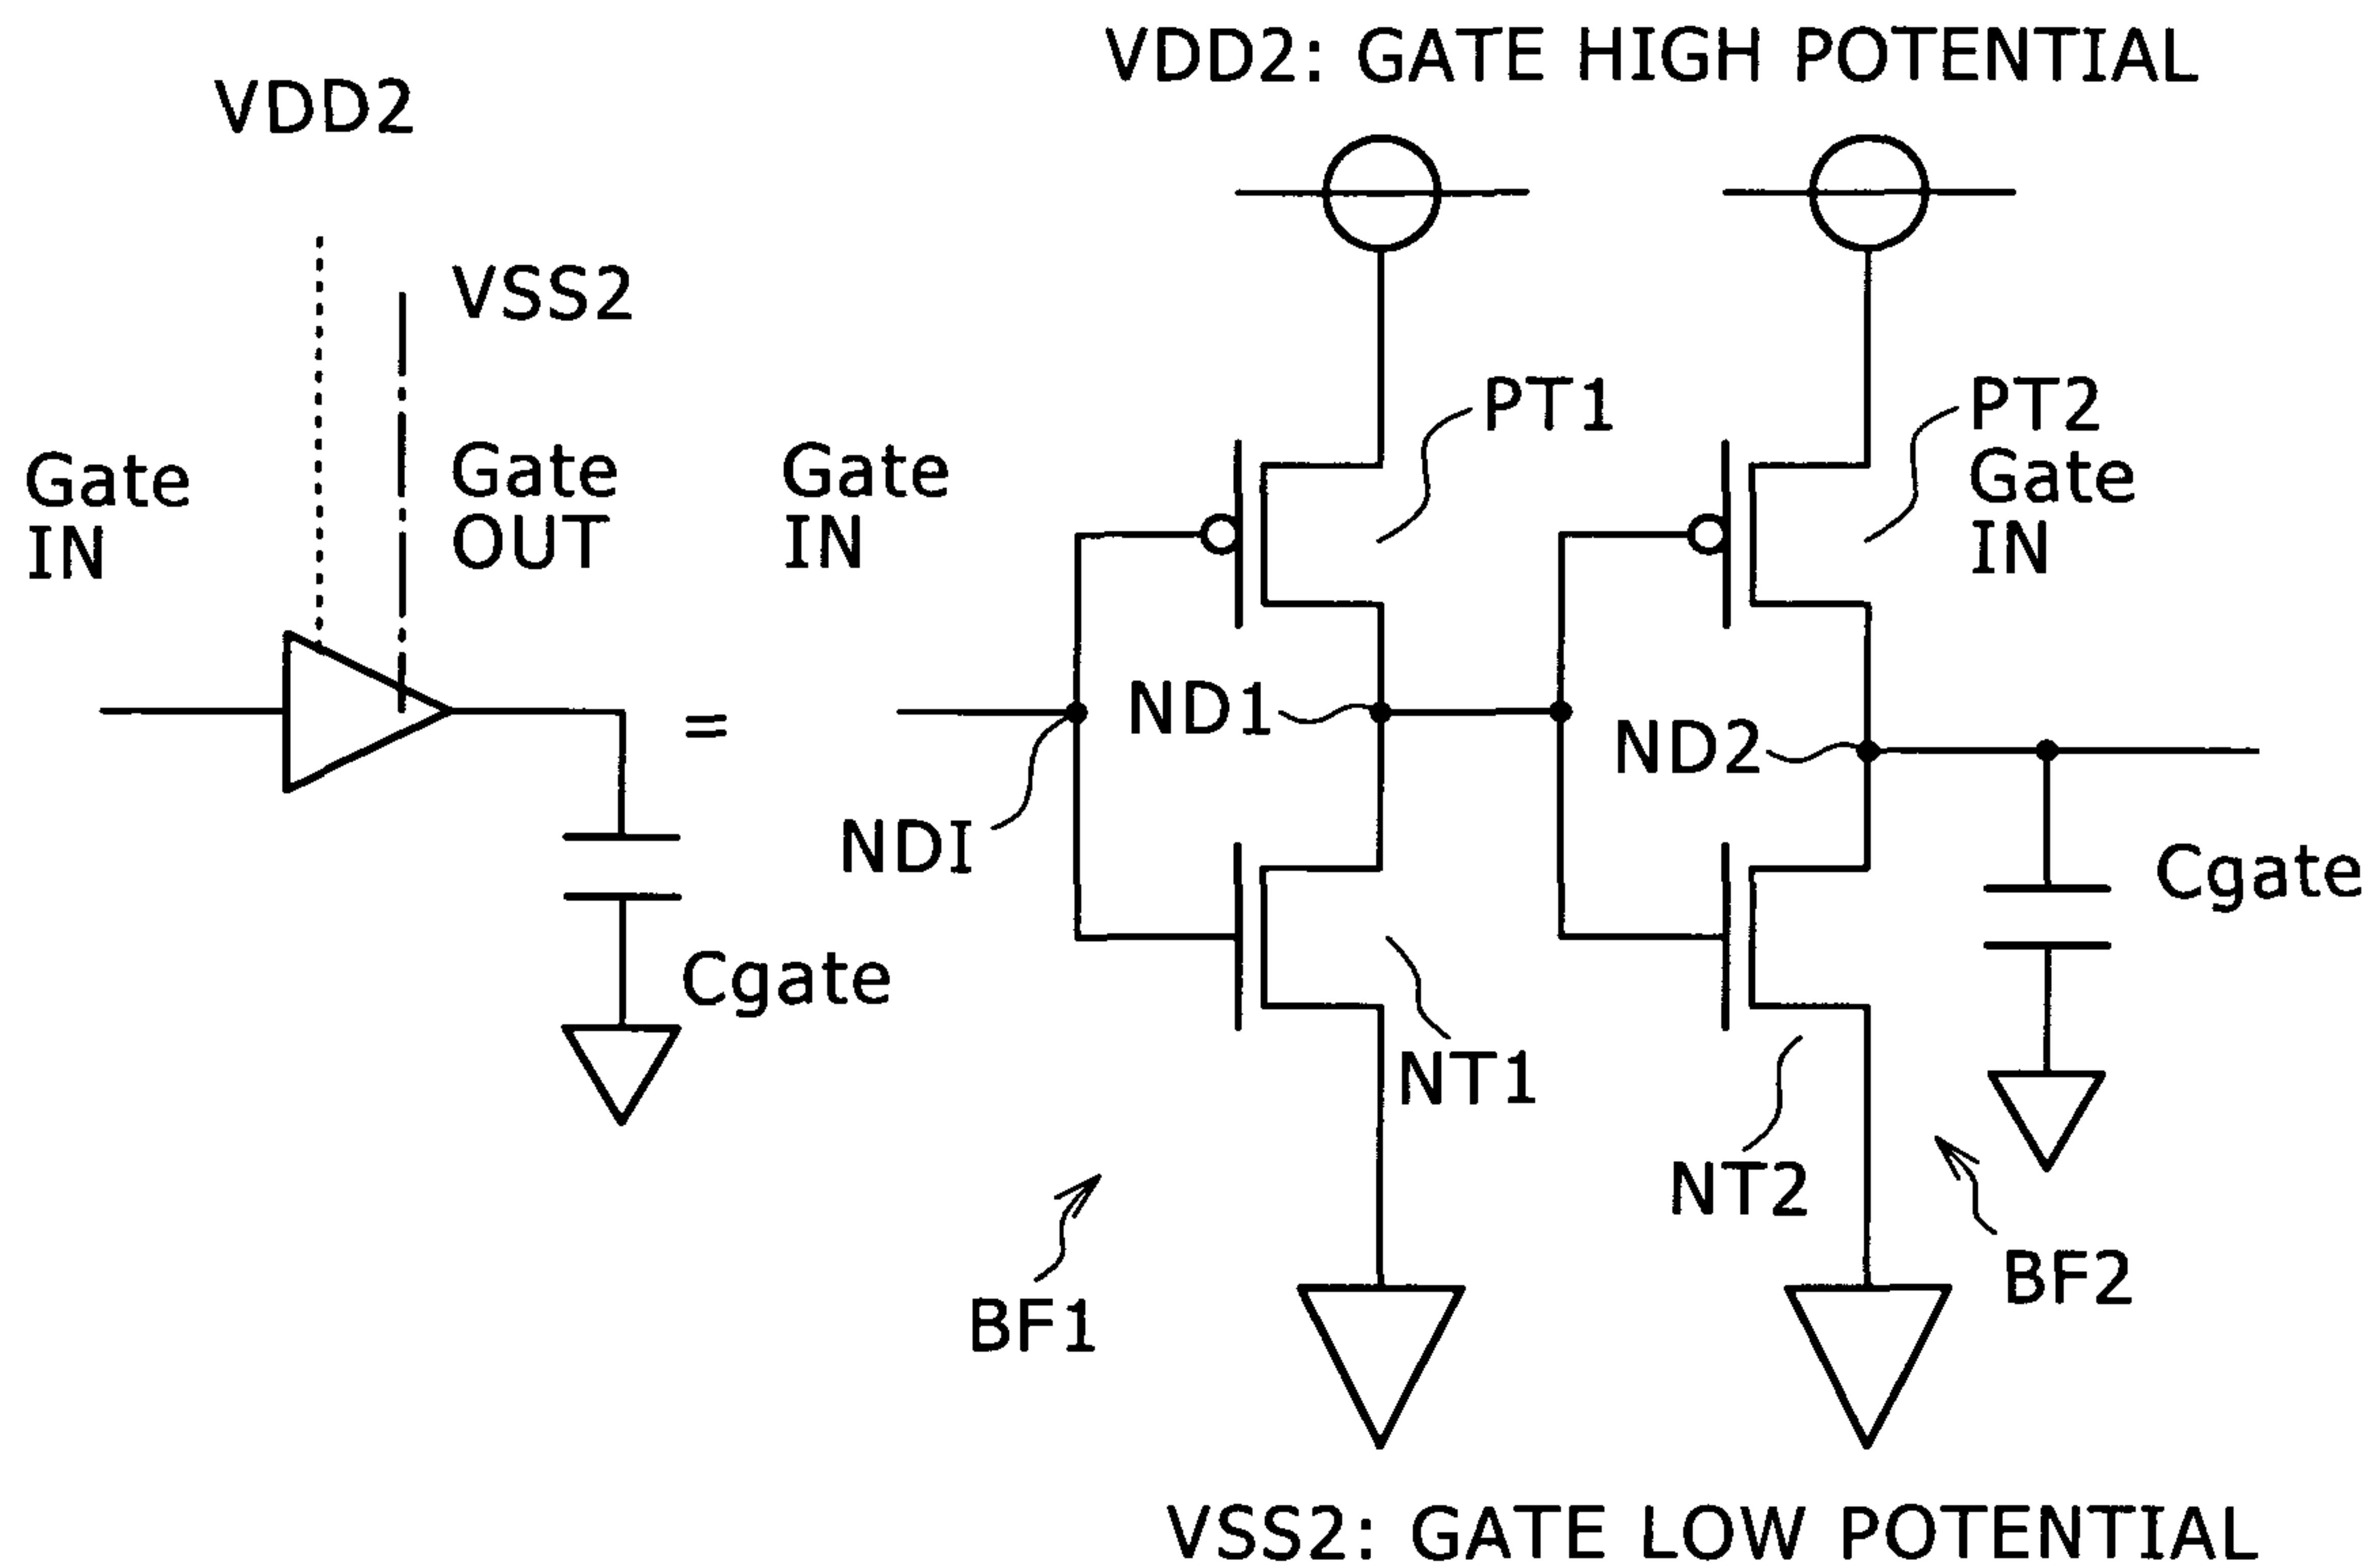 VDD2: GATE HIGH POTENTIAL
VDD2
VSS2
Gate
IN
Gate
OUT
Gate
IN
PT1
PT2
Gate
IN
ND1
ND2
=
NDI
Cgate
Cgate
NT1
NT2
BF1
BF2
VSS2: GATE LOW POTENTIAL